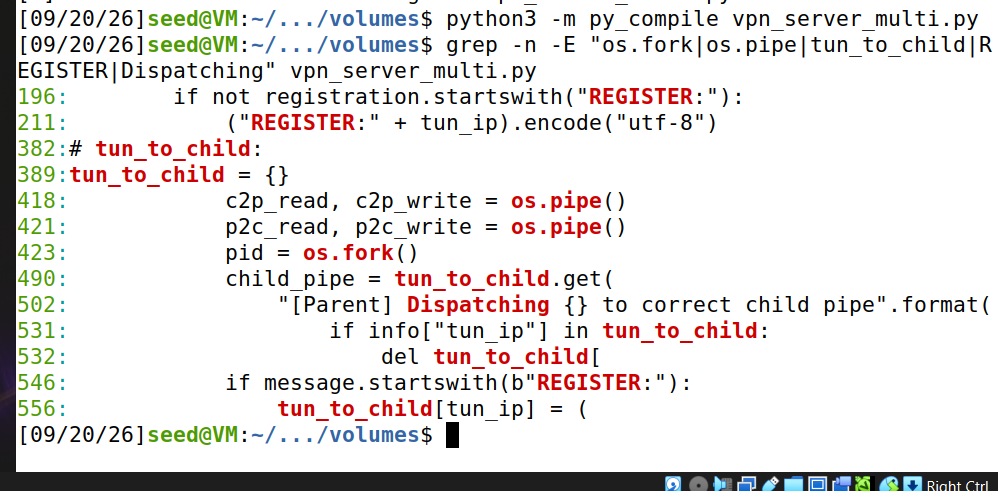 [09/20/26]seed@VM:~/.../volumes$ python3 -m py_compile vpn_server_multi.py
[09/20/26]seed@VM:~/.../volumes$ grep -n -E "os.fork|os.pipe|tun_to_child|R
EGISTER|Dispatching" vpn_server_multi.py
196:        if not registration.startswith("REGISTER:"):
211:            ("REGISTER:" + tun_ip).encode("utf-8")
382:# tun_to_child:
389:tun_to_child = {}
418:            c2p_read, c2p_write = os.pipe()
421:            p2c_read, p2c_write = os.pipe()
423:            pid = os.fork()
490:            child_pipe = tun_to_child.get(
502:                "[Parent] Dispatching {} to correct child pipe".format(
531:                    if info["tun_ip"] in tun_to_child:
532:                        del tun_to_child[
546:            if message.startswith(b"REGISTER:"):
556:                tun_to_child[tun_ip] = (
[09/20/26]seed@VM:~/.../volumes$
Right Ctrl